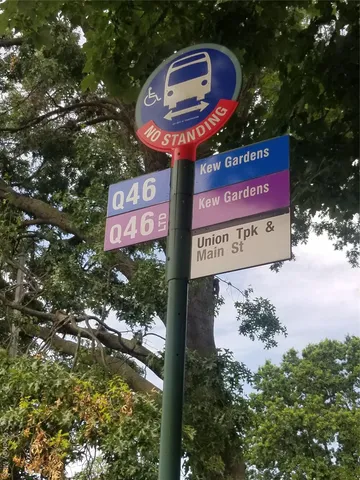 NO STANDING
Q46
Kew Gardens
Q46 LTD
Kew Gardens
Union Tpk &
Main St